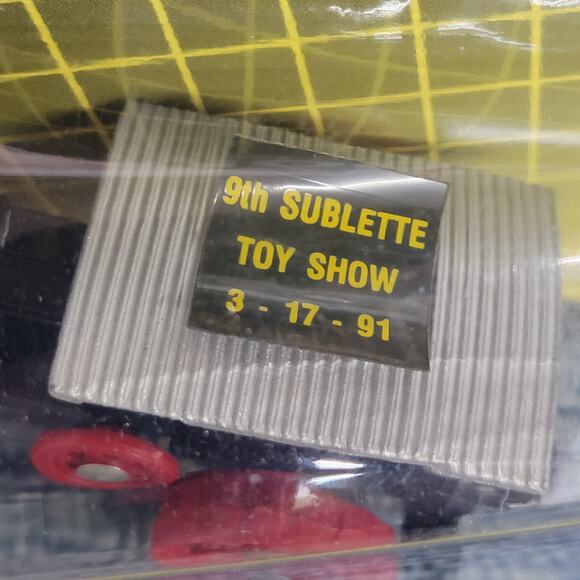 9th SUBLETTE
TOY SHOW
3 - 17 - 91